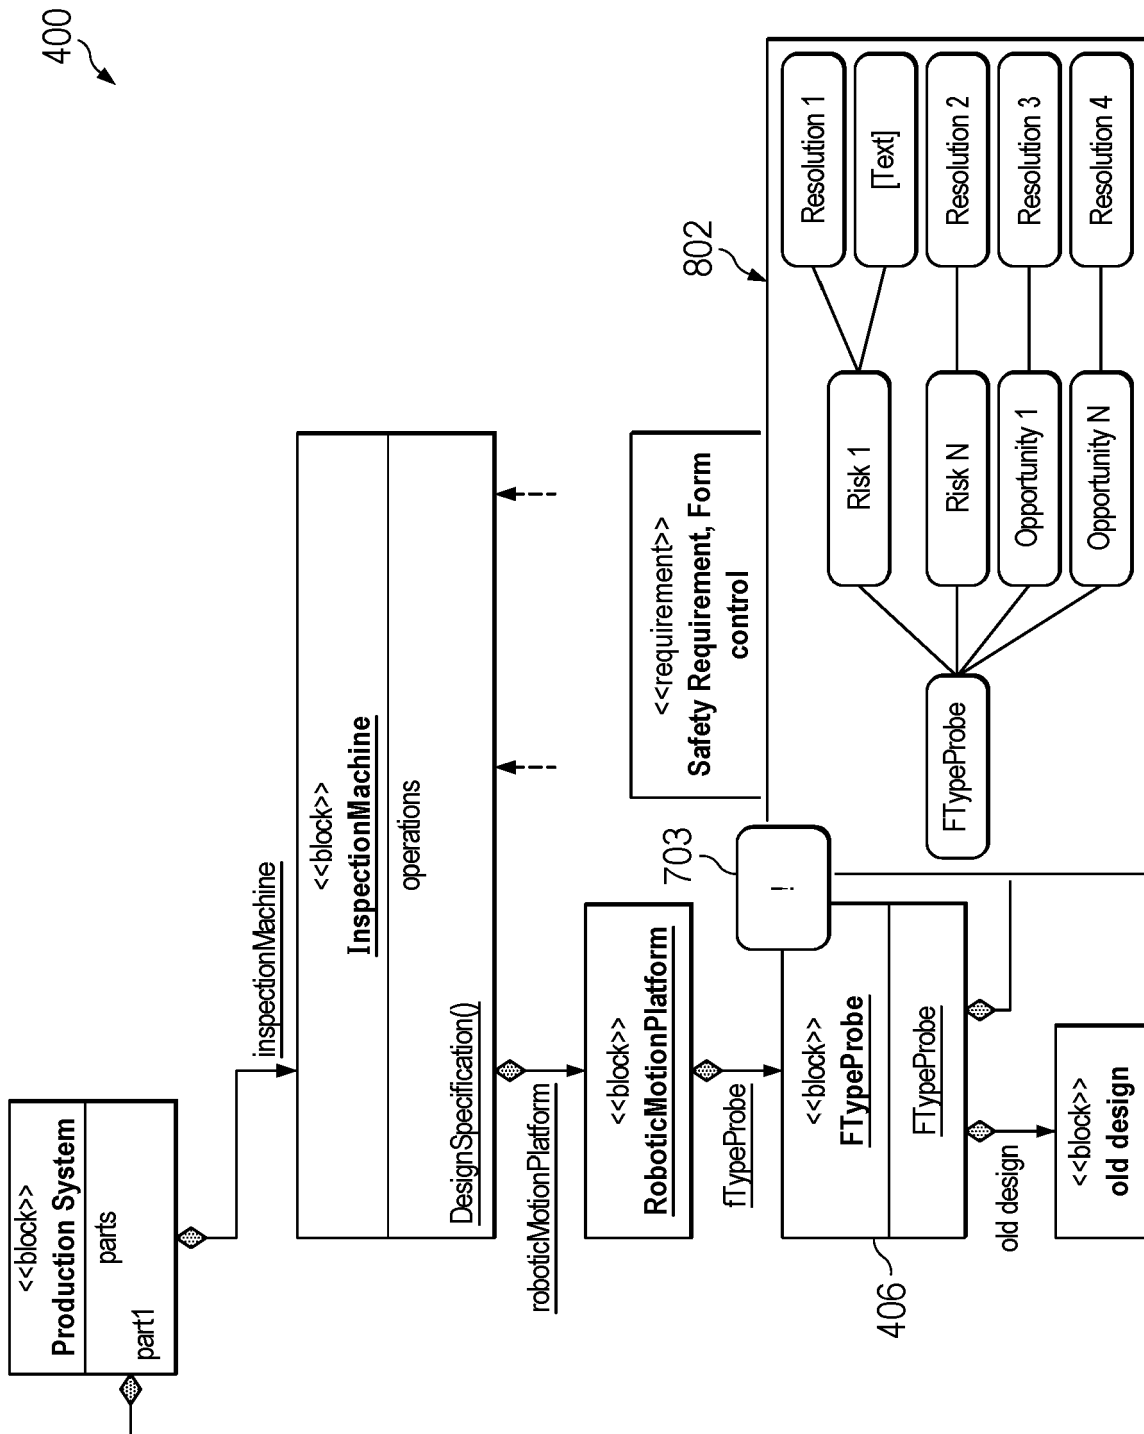 400
<<block>>
Production System
parts
part1
inspectionMachine
<<block>>
InspectionMachine
operations
DesignSpecification()
roboticMotionPlatform
<<block>>
RoboticMotionPlatform
fTypeProbe
<<requirement>>
Safety Requirement, Form
control
703
!
802
406
<<block>>
FTypeProbe
FTypeProbe
old design
<<block>>
old design
FTypeProbe
Risk 1
Risk N
Opportunity 1
Opportunity N
Resolution 1
[Text]
Resolution 2
Resolution 3
Resolution 4